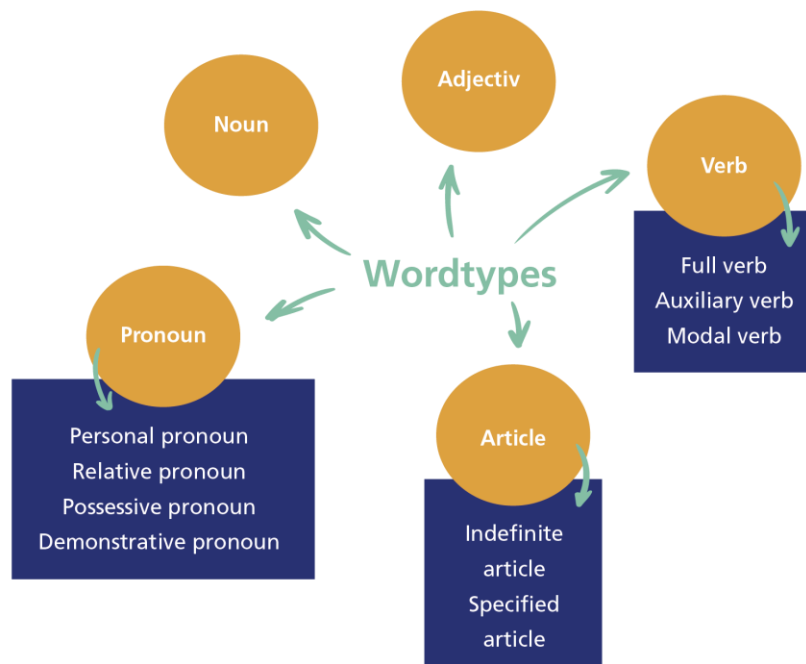 Adjectiv
Noun
Verb
Wordtypes
Full verb
Auxiliary verb
Modal verb
Pronoun
Personal pronoun
Relative pronoun
Possessive pronoun
Demonstrative pronoun
Article
Indefinite
article
Specified
article